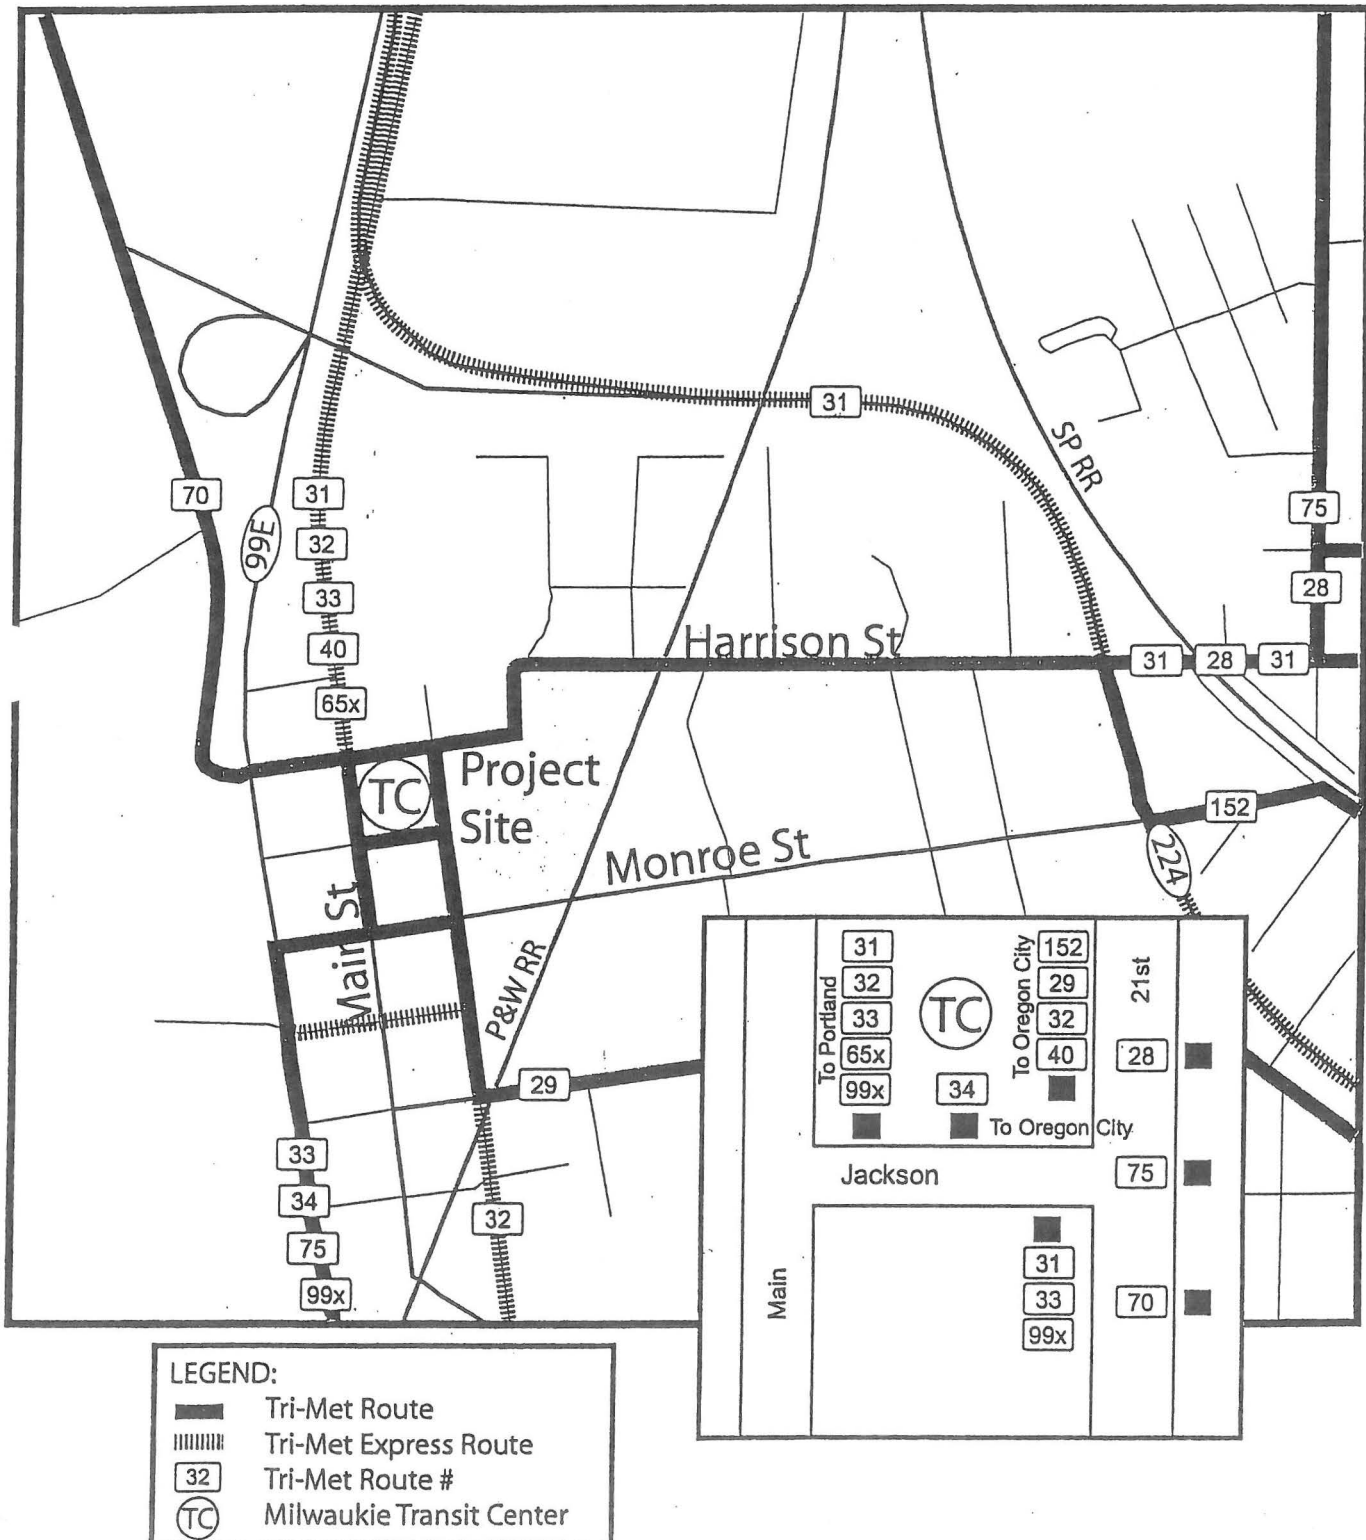 31
SP RR
70
31
75
99E
32
28
33
Harrison St
40
31
28
31
65x
TC
Project
Site
152
Monroe St
224
Main St
P&W RR
29
33
34
32
75
99x
31
32
33
65x
99x
To Portland
TC
34
To Oregon City
152
29
32
40
To Oregon City
21st
28
Jackson
75
Main
31
33
99x
70
LEGEND:
Tri-Met Route
Tri-Met Express Route
32 Tri-Met Route #
TC Milwaukie Transit Center